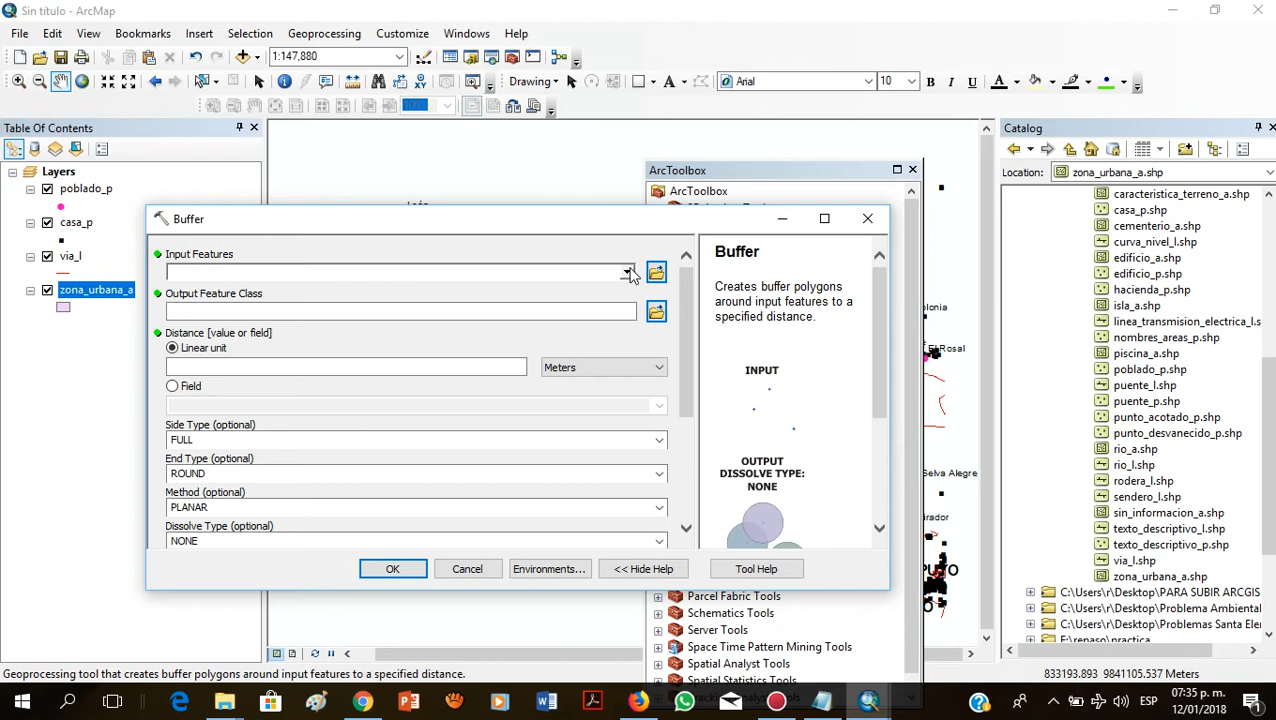 Sin título - ArcMap
File Edit View Bookmarks Insert Selection Geoprocessing Customize Windows Help
1:147,880
Drawing Arial 10 B I U A
Table Of Contents
Layers
poblado_p
casa_p
via_l
zona_urbana_a
ArcToolbox
ArcToolbox
Buffer
Input Features
Output Feature Class
Distance [value or field]
Linear unit
Meters
Field
Side Type (optional)
FULL
End Type (optional)
ROUND
Method (optional)
PLANAR
Dissolve Type (optional)
NONE
OK Cancel Environments... << Hide Help Tool Help
Buffer
Creates buffer polygons
around input features to a
specified distance.
INPUT
OUTPUT
DISSOLVE TYPE:
NONE
Parcel Fabric Tools
Schematics Tools
Server Tools
Space Time Pattern Mining Tools
Spatial Analyst Tools
Spatial Statistics Tools
El Rosal
Selva Alegre
Catalog
Location: zona_urbana_a.shp
caracteristica_terreno_a.shp
casa_p.shp
cementerio_a.shp
curva_nivel_l.shp
edificio_a.shp
edificio_p.shp
hacienda_p.shp
isla_a.shp
linea_transmision_electrica_l.s
nombres_areas_p.shp
piscina_a.shp
poblado_p.shp
puente_l.shp
puente_p.shp
punto_acotado_p.shp
punto_desvanecido_p.shp
rio_a.shp
rio_l.shp
rodera_l.shp
sendero_l.shp
sin_informacion_a.shp
texto_descriptivo_l.shp
texto_descriptivo_p.shp
via_l.shp
zona_urbana_a.shp
C:\Users\r\Desktop\PARA SUBIR ARCGIS
C:\Users\r\Desktop\Problema Ambiental
C:\Users\r\Desktop\Problemas Santa Ele
E:\repaso\practica
Geoprocessing tool that creates buffer polygons around input features to a specified distance.
833193.893 9841105.537 Meters
ESP
07:35 p. m.
12/01/2018